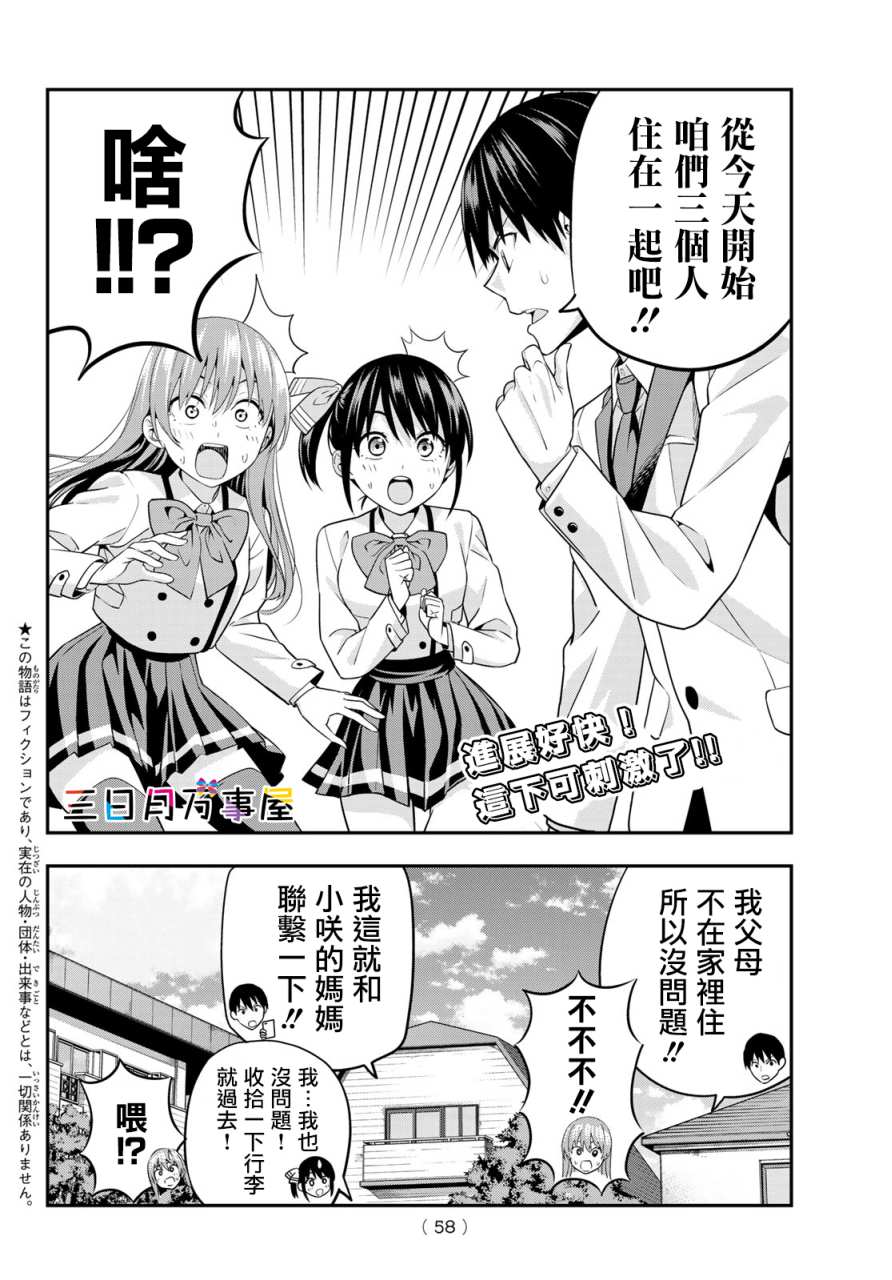 從今天開始
咱們三個人
住在一起吧!!
啥
!!?
進展好快！
這下可刺激了!!
三日月万事屋
我父母
不在家裡住
所以沒問題!!
不不不!!
我這就和
小咲的媽媽
聯繫一下!!
我…我也
沒問題！
收拾一下行李
就過去！
喂!?
★この物語はフィクションであり、実在の人物・団体・出来事などとは、一切関係ありません。
( 58 )